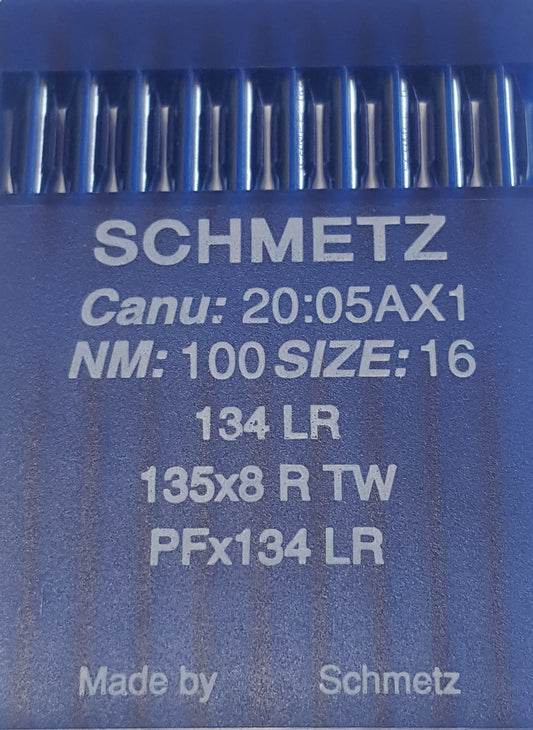 SCHMETZ
Canu: 20:05AX1
NM: 100 SIZE: 16
134 LR
135x8 R TW
PFx134 LR
Made by Schmetz